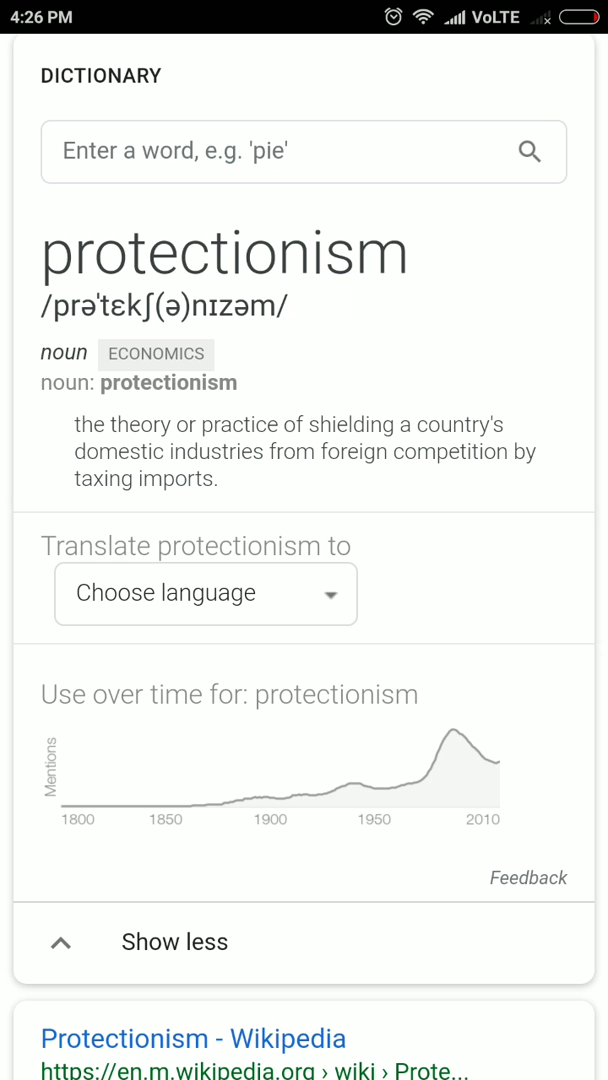 4:26 PM VoLTE
DICTIONARY
Enter a word, e.g. 'pie'
protectionism
/prəˈtɛkʃ(ə)nɪzəm/
noun ECONOMICS
noun: protectionism
the theory or practice of shielding a country's
domestic industries from foreign competition by
taxing imports.
Translate protectionism to
Choose language
Use over time for: protectionism
Mentions
1800 1850 1900 1950 2010
Feedback
Show less
Protectionism - Wikipedia
https://en.m.wikipedia.org › wiki › Prote...